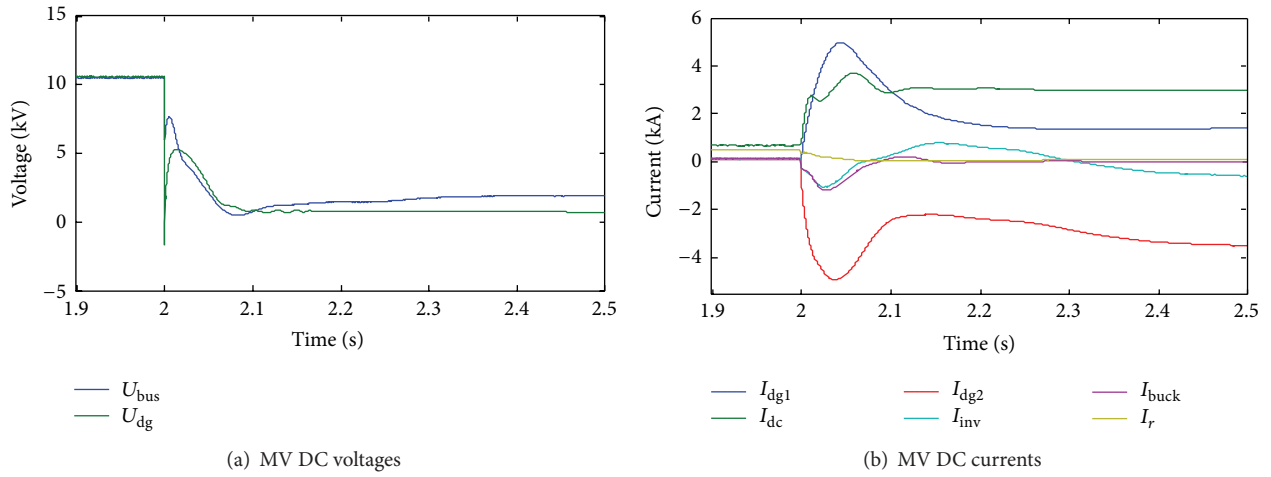 15
10
5
0
−5
1.9
2
2.1
2.2
2.3
2.4
2.5
Voltage (kV)
Time (s)
U_bus
U_dg
(a) MV DC voltages
6
4
2
0
−2
−4
1.9
2
2.1
2.2
2.3
2.4
2.5
Current (kA)
Time (s)
I_dg1
I_dg2
I_buck
I_dc
I_inv
I_r
(b) MV DC currents